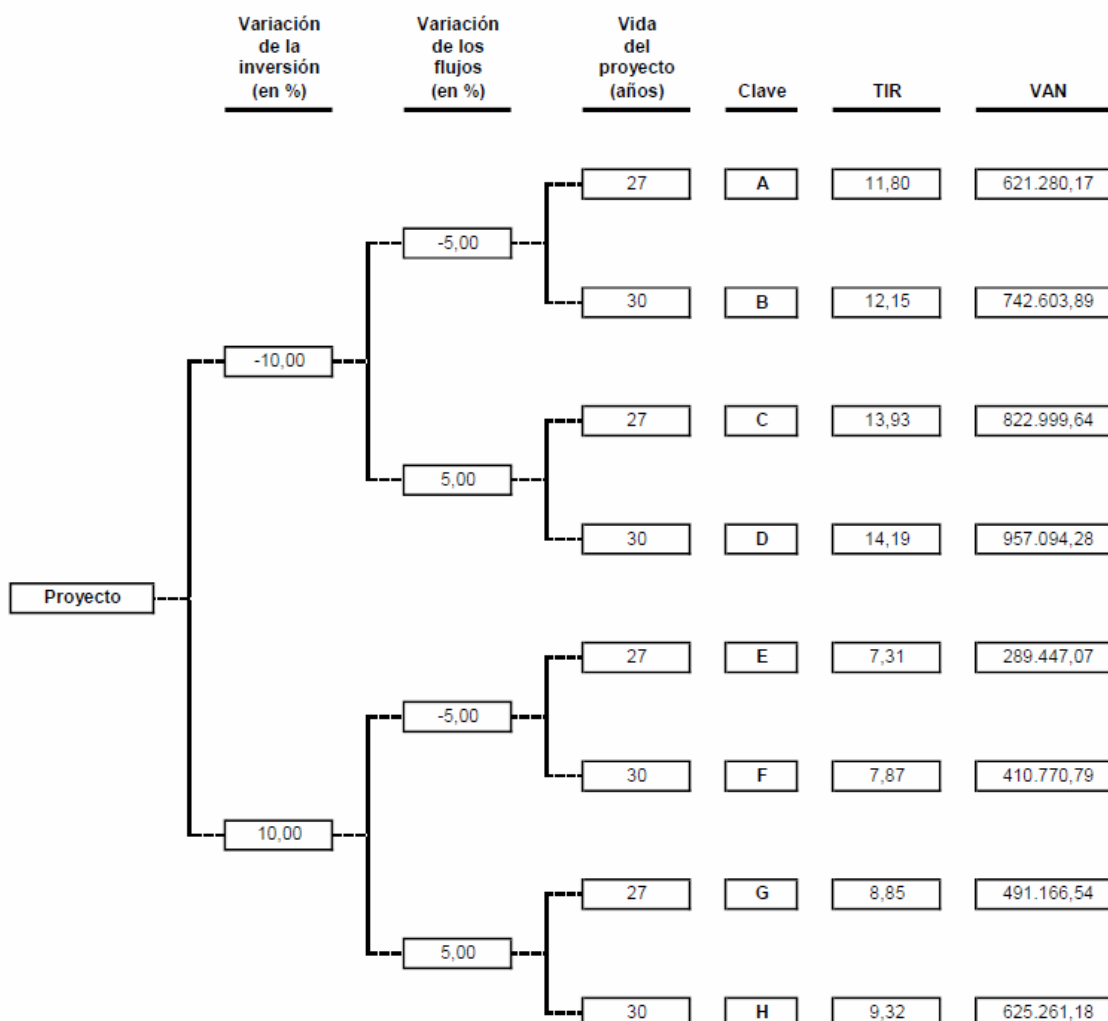 Variación de la inversión (en %)
Variación de los flujos (en %)
Vida del proyecto (años)
Clave
TIR
VAN
27 A 11,80 621.280,17
-5,00
30 B 12,15 742.603,89
-10,00
27 C 13,93 822.999,64
5,00
30 D 14,19 957.094,28
Proyecto
27 E 7,31 289.447,07
-5,00
30 F 7,87 410.770,79
10,00
27 G 8,85 491.166,54
5,00
30 H 9,32 625.261,18